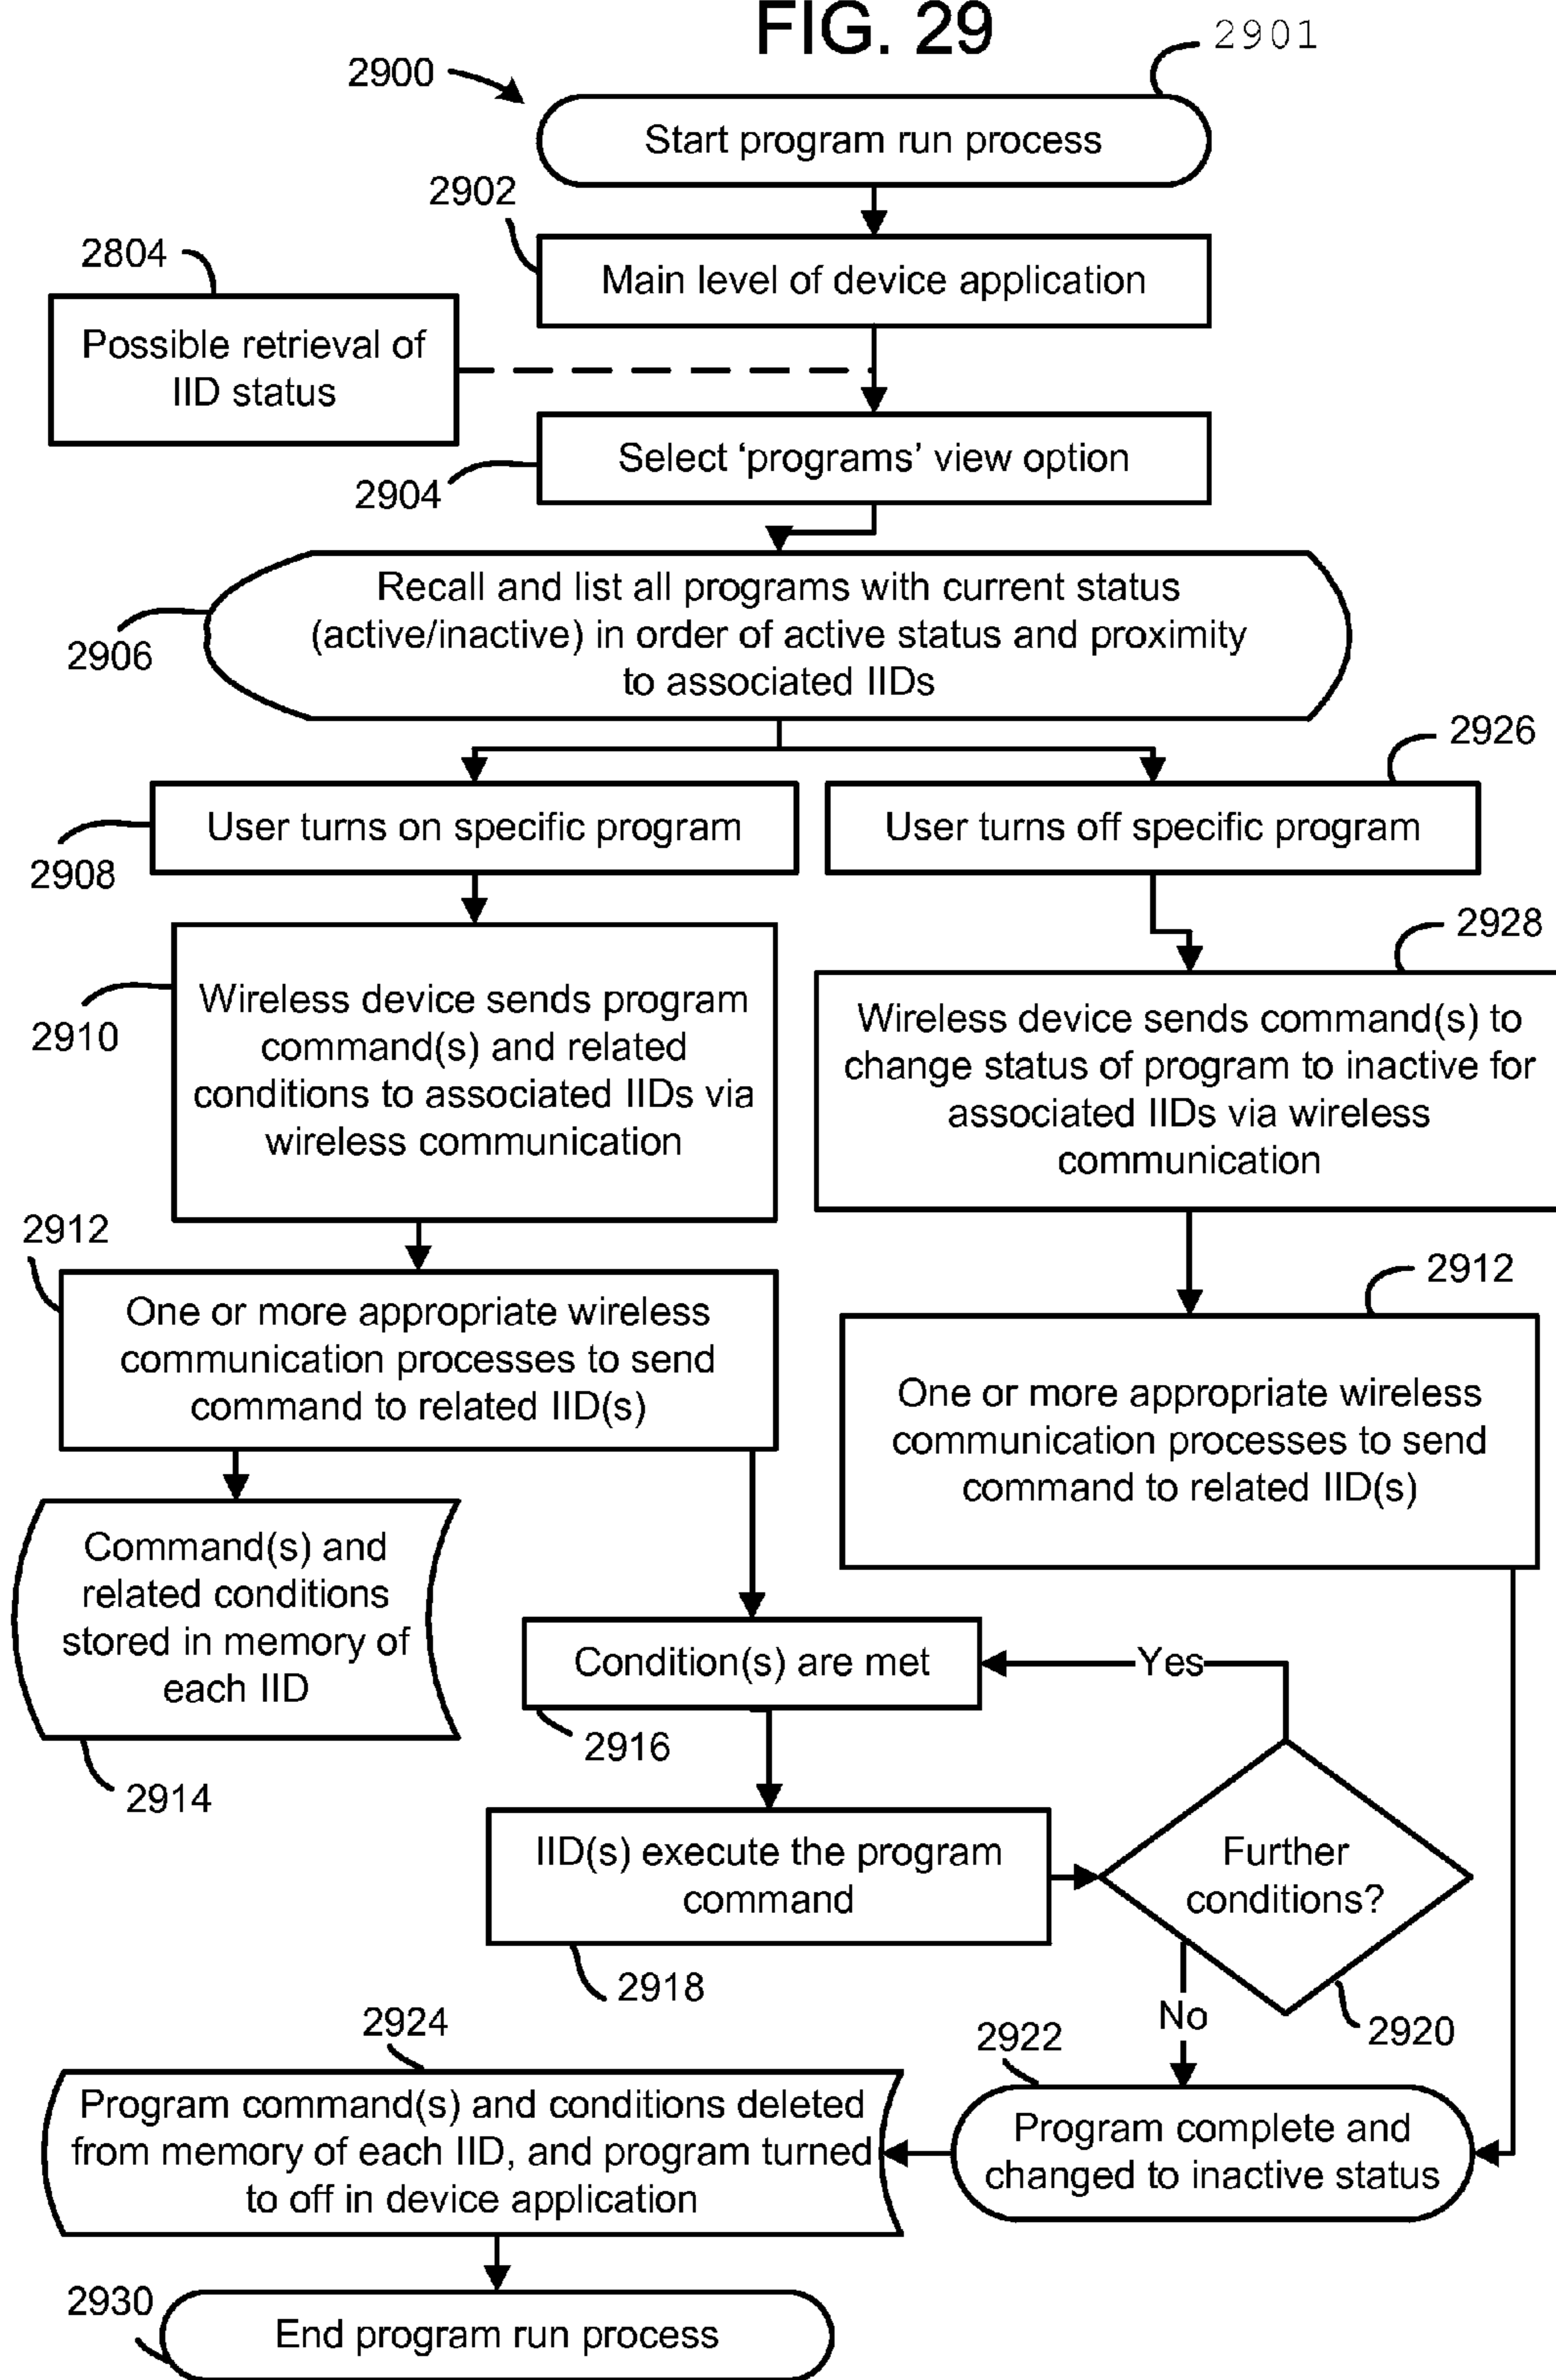 FIG. 29
2901
2900
Start program run process
2902
Main level of device application
2804
Possible retrieval of
IID status
Select ‘programs’ view option
2904
Recall and list all programs with current status
(active/inactive) in order of active status and proximity
to associated IIDs
2906
2926
User turns on specific program
User turns off specific program
2908
2928
Wireless device sends program
command(s) and related
conditions to associated IIDs via
wireless communication
2910
Wireless device sends command(s) to
change status of program to inactive for
associated IIDs via wireless
communication
2912
One or more appropriate wireless
communication processes to send
command to related IID(s)
2912
One or more appropriate wireless
communication processes to send
command to related IID(s)
Command(s) and
related conditions
stored in memory of
each IID
2914
Condition(s) are met
Yes
2916
IID(s) execute the program
command
2918
Further
conditions?
2920
No
2922
2924
Program command(s) and conditions deleted
from memory of each IID, and program turned
to off in device application
Program complete and
changed to inactive status
2930
End program run process